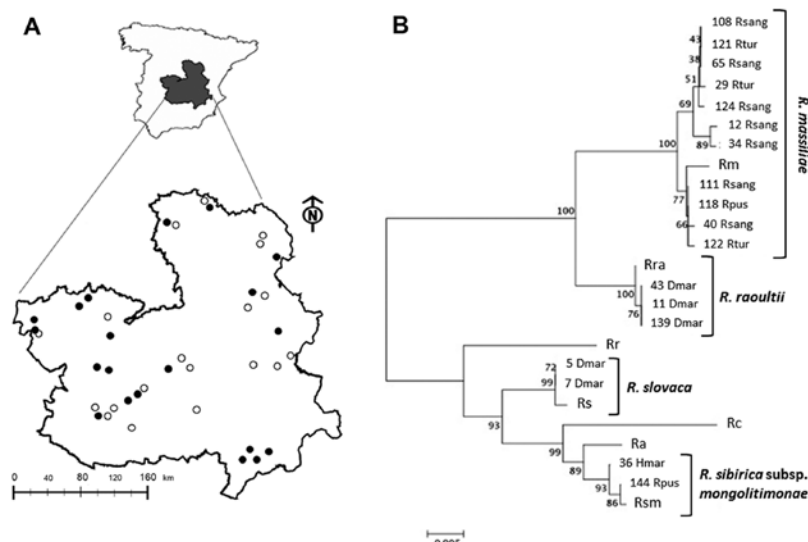 A
N
0 40 80 120 160 km
B
108 Rsang
43
121 Rtur
38
65 Rsang
51
29 Rtur
69
124 Rsang
12 Rsang
89
34 Rsang
100
Rm
111 Rsang
77
118 Rpus
66
40 Rsang
122 Rtur
R. massiliae
100
Rra
43 Dmar
100
11 Dmar
76
139 Dmar
R. raoultii
Rr
72
5 Dmar
99
7 Dmar
Rs
R. slovaca
93
Rc
99
Ra
89
36 Hmar
93
144 Rpus
86
Rsm
R. sibirica subsp.
mongolitimonae